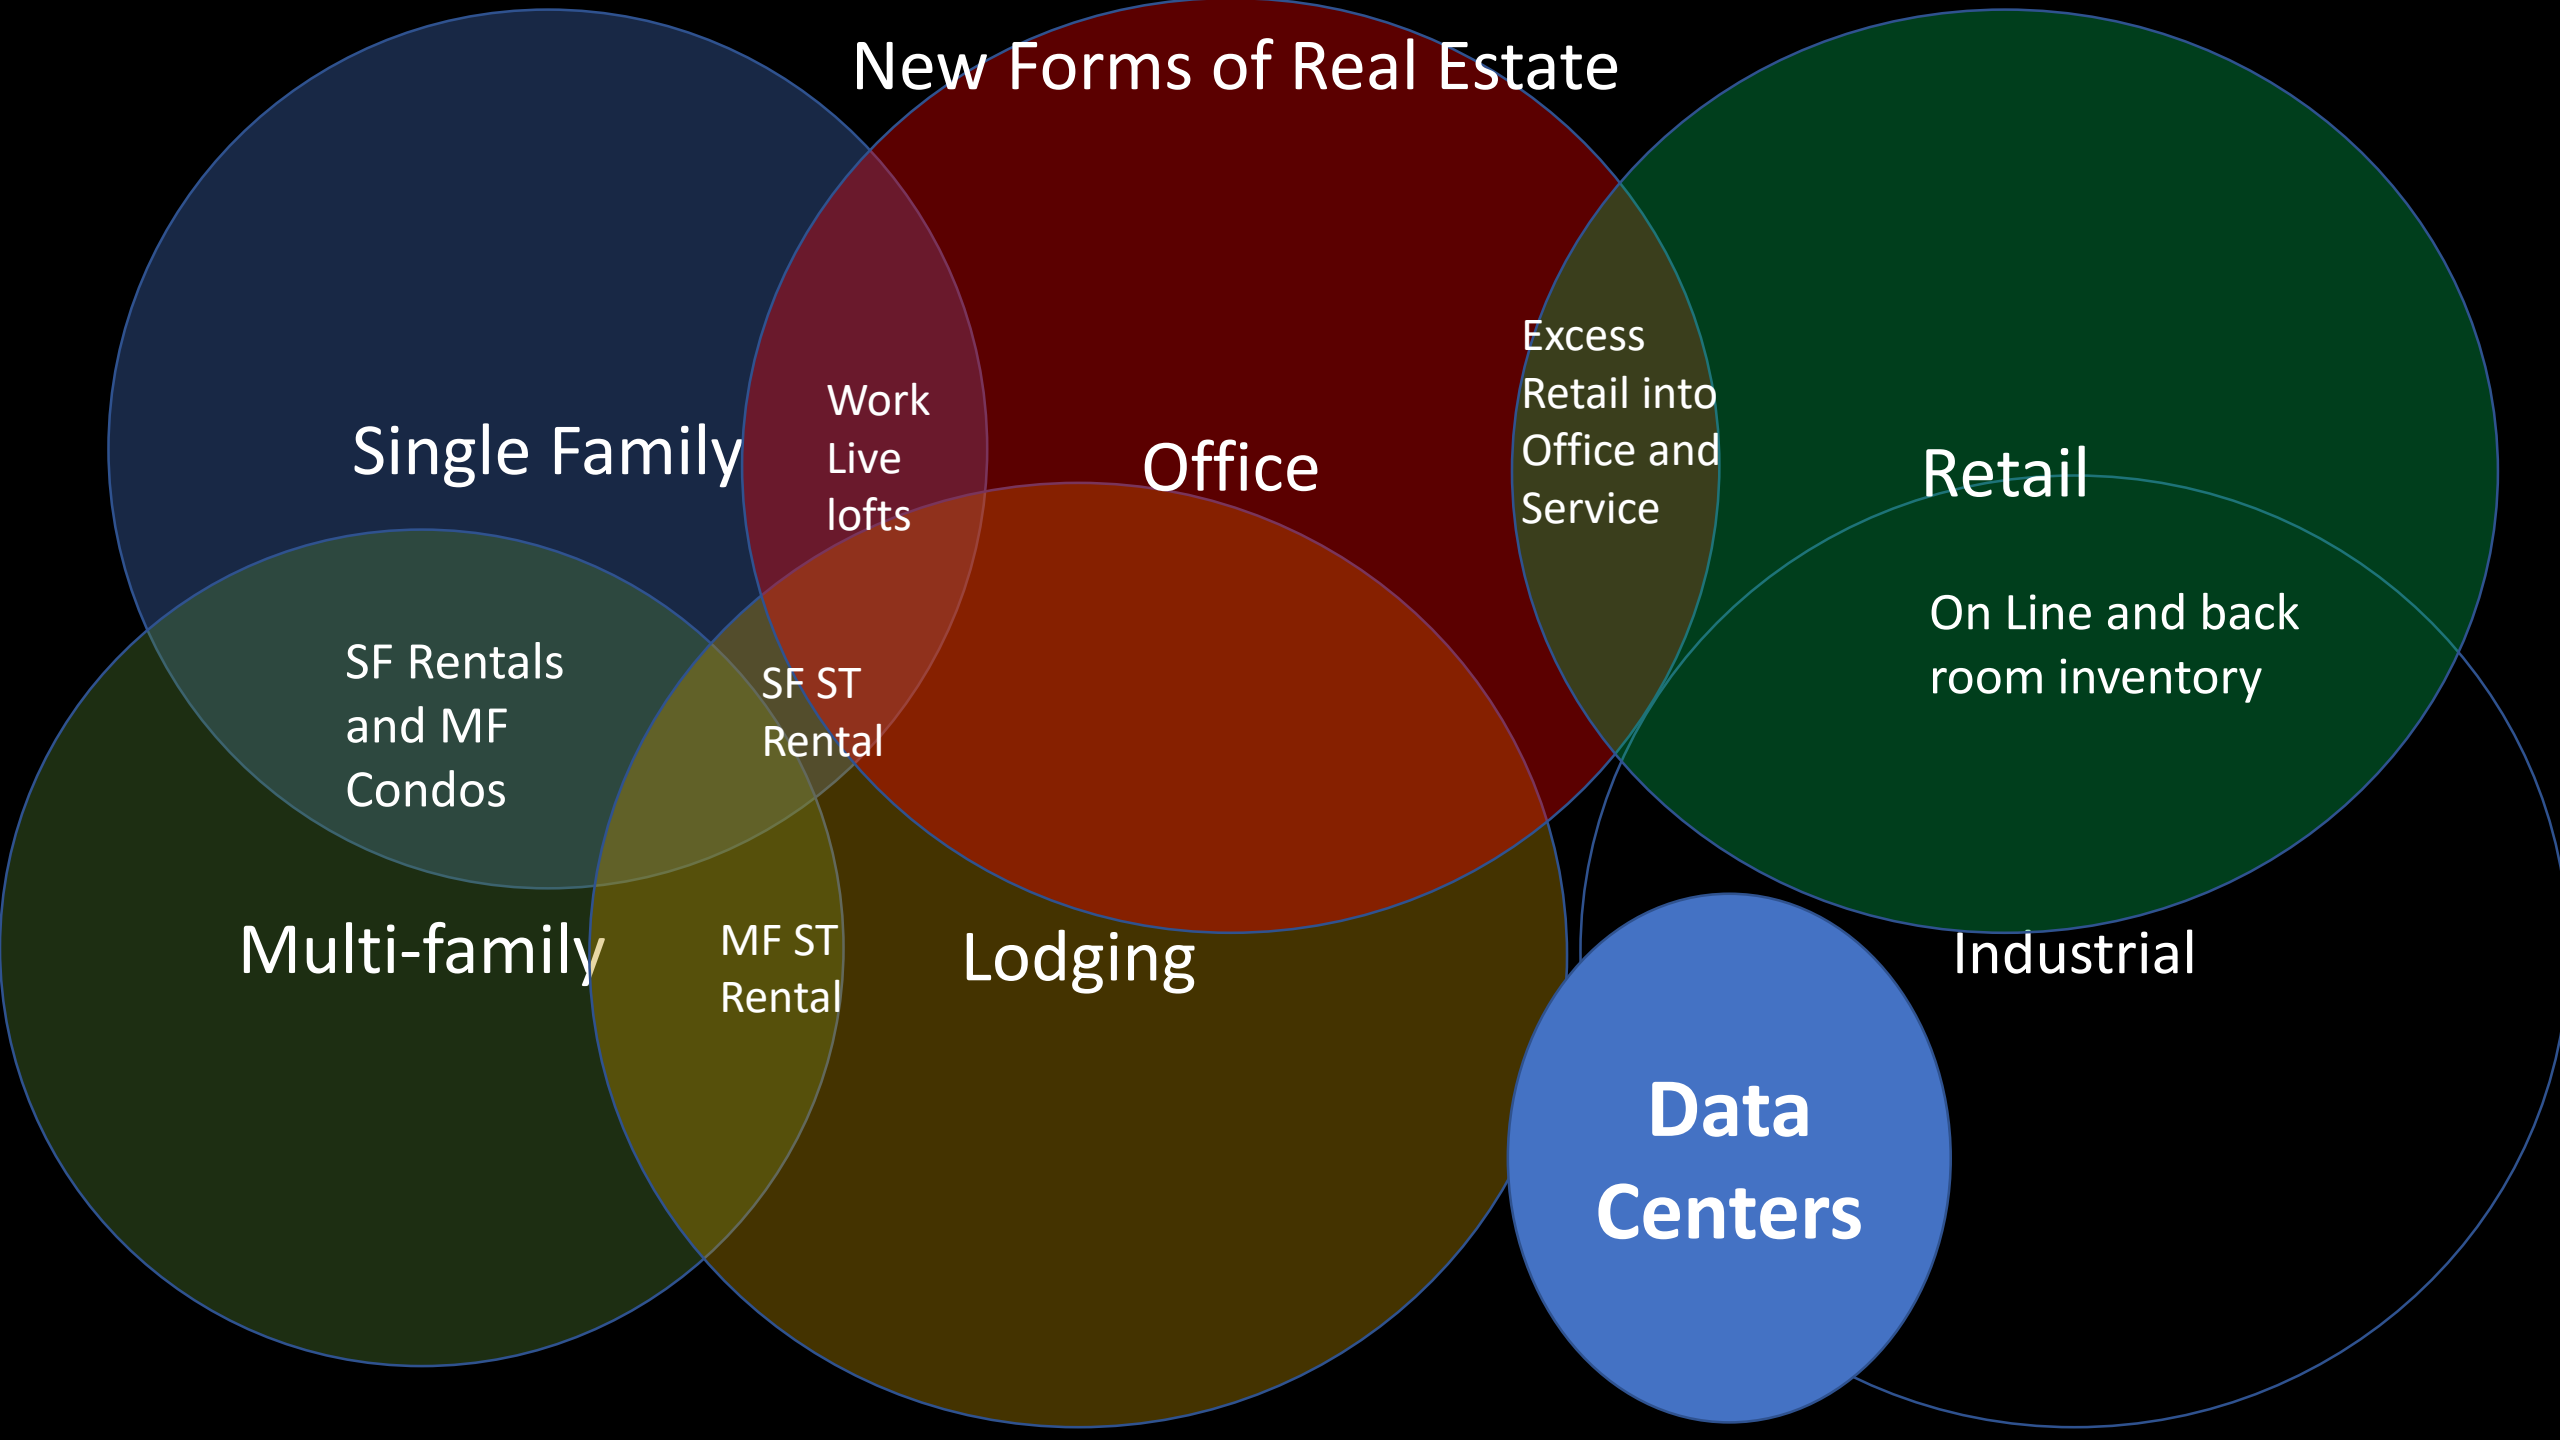 New Forms of Real Estate
Single Family
Work
Live
lofts
Office
Excess
Retail into
Office and
Service
Retail
On Line and back
room inventory
SF Rentals
and MF
Condos
SF ST
Rental
Multi-family
MF ST
Rental
Lodging
Industrial
Data
Centers